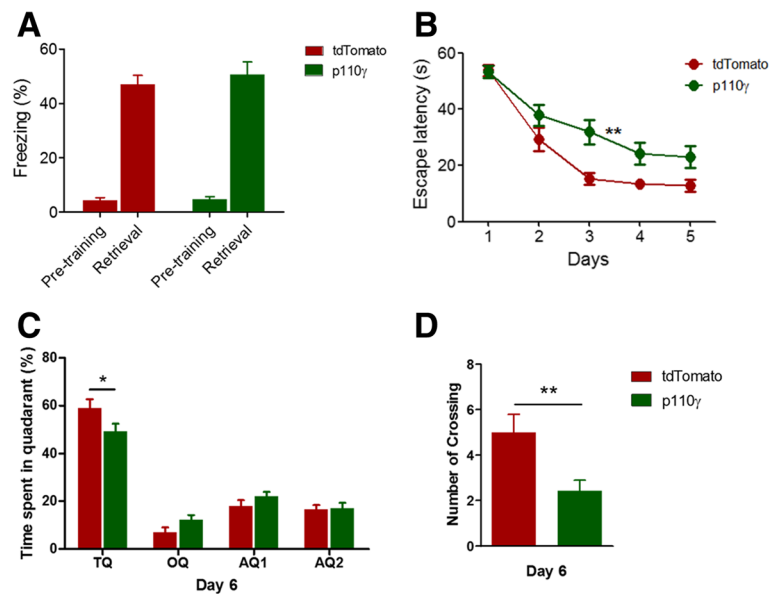 A
60
40
20
0
Freezing (%)
Pre-training
Retrieval
Pre-training
Retrieval
tdTomato
p110γ
B
60
40
20
0
Escape latency (s)
**
1 2 3 4 5
Days
tdTomato
p110γ
C
80
60
40
20
0
Time spent in quadarant (%)
*
TQ OQ AQ1 AQ2
Day 6
D
8
6
4
2
0
Number of Crossing
**
Day 6
tdTomato
p110γ